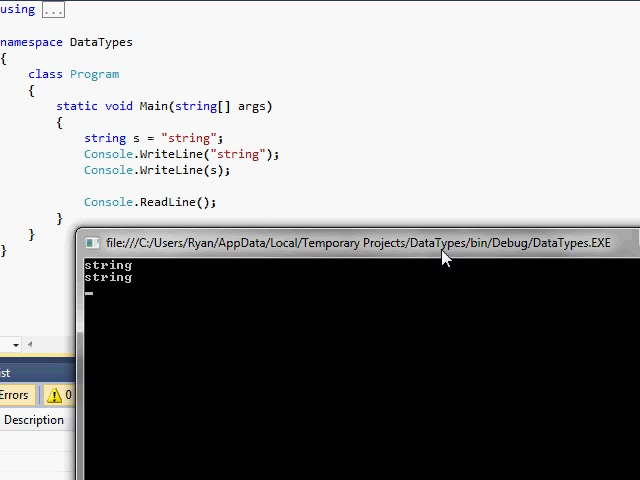 using ...
namespace DataTypes
{
class Program
{
static void Main(string[] args)
{
string s = "string";
Console.WriteLine("string");
Console.WriteLine(s);
Console.ReadLine();
}
}
}
file:///C:/Users/Ryan/AppData/Local/Temporary Projects/DataTypes/bin/Debug/DataTypes.EXE
string
string
ist
Errors 0
Description